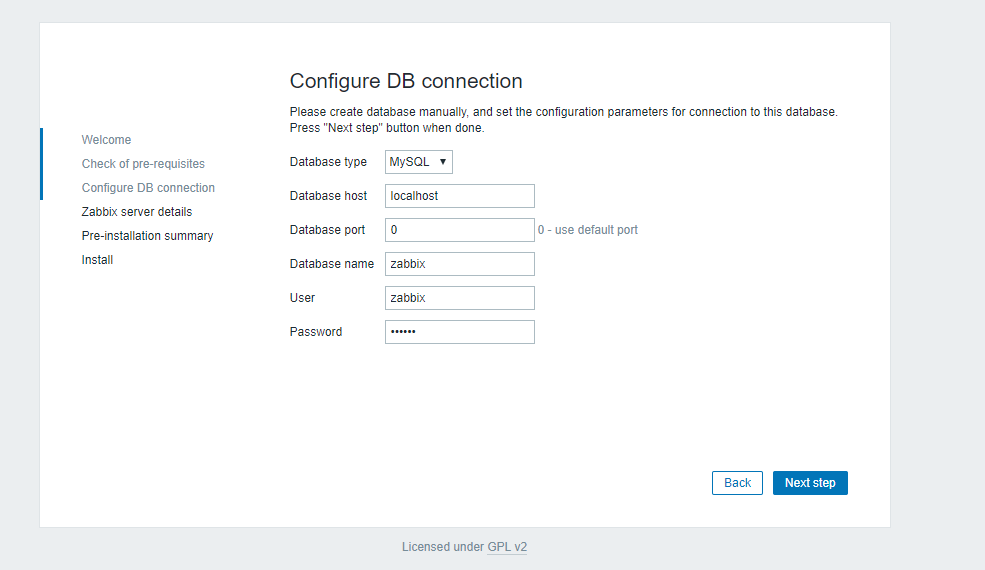 Configure DB connection
Please create database manually, and set the configuration parameters for connection to this database.
Press "Next step" button when done.
Welcome
Check of pre-requisites
Configure DB connection
Zabbix server details
Pre-installation summary
Install
Database type MySQL ▼
Database host localhost
Database port 0 0 - use default port
Database name zabbix
User zabbix
Password ••••••
Back Next step
Licensed under GPL v2